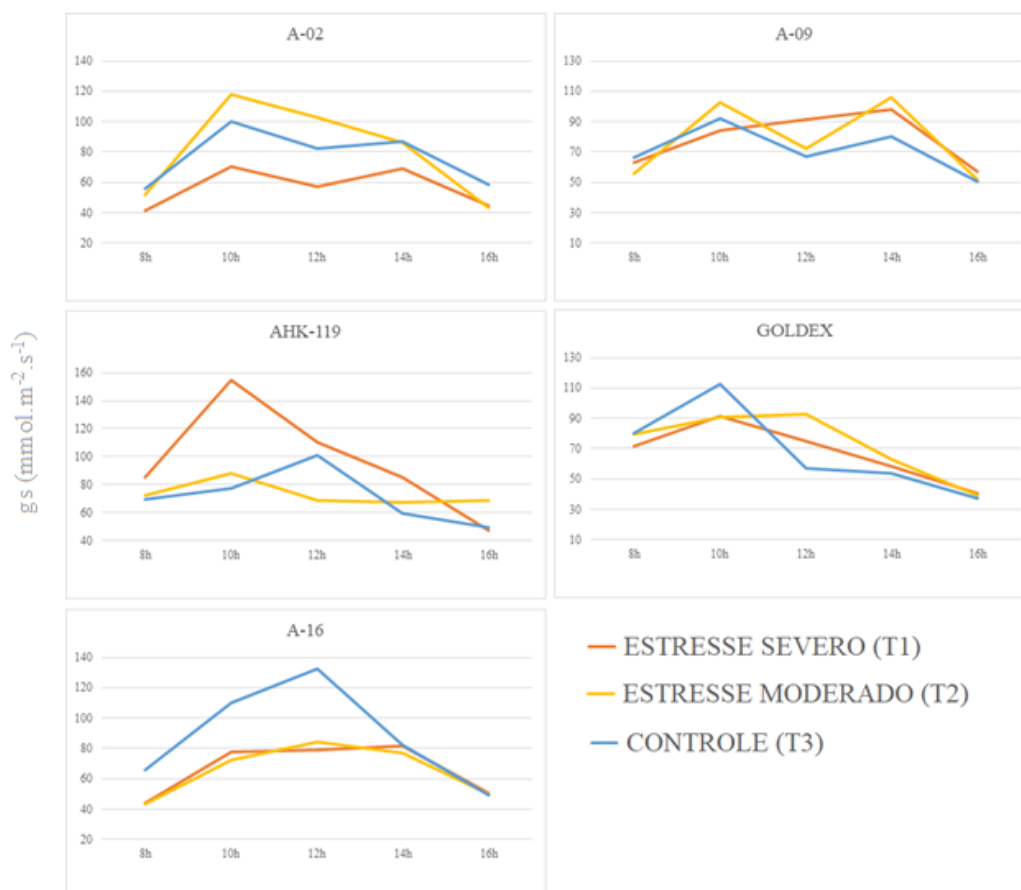 A-02
140
120
100
80
60
40
20
8h 10h 12h 14h 16h
A-09
130
110
90
70
50
30
10
8h 10h 12h 14h 16h
gs (mmol.m⁻².s⁻¹)
AHK-119
160
140
120
100
80
60
40
8h 10h 12h 14h 16h
GOLDEX
130
110
90
70
50
30
10
8h 10h 12h 14h 16h
A-16
140
120
100
80
60
40
20
8h 10h 12h 14h 16h
ESTRESSE SEVERO (T1)
ESTRESSE MODERADO (T2)
CONTROLE (T3)